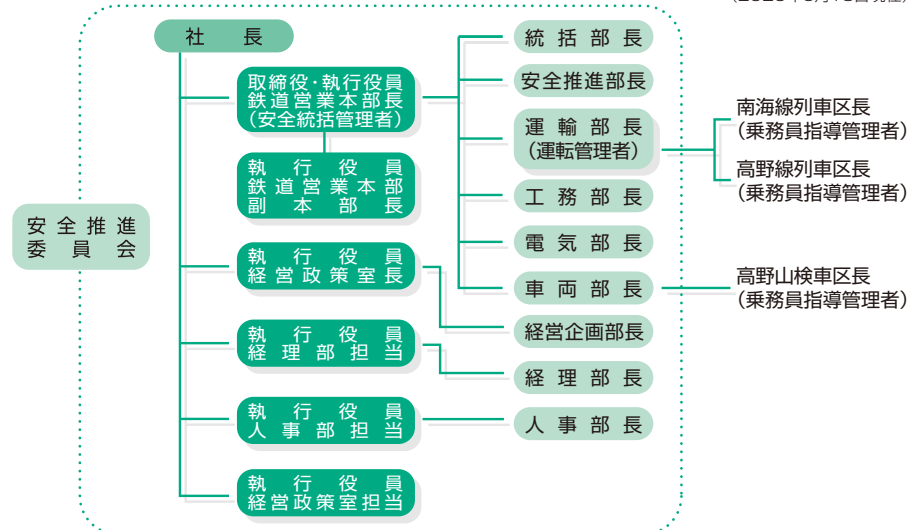 社長
取締役・執行役員
鉄道営業本部長
(安全統括管理者)
執行役員
鉄道営業本部
副本部長
安全推進
委員会
執行役員
経営政策室長
執行役員
経理部担当
執行役員
人事部担当
執行役員
経営政策室担当
統括部長
安全推進部長
運輸部長
(運転管理者)
工務部長
電気部長
車両部長
経営企画部長
経理部長
人事部長
南海線列車区長
(乗務員指導管理者)
高野線列車区長
(乗務員指導管理者)
高野山検車区長
(乗務員指導管理者)